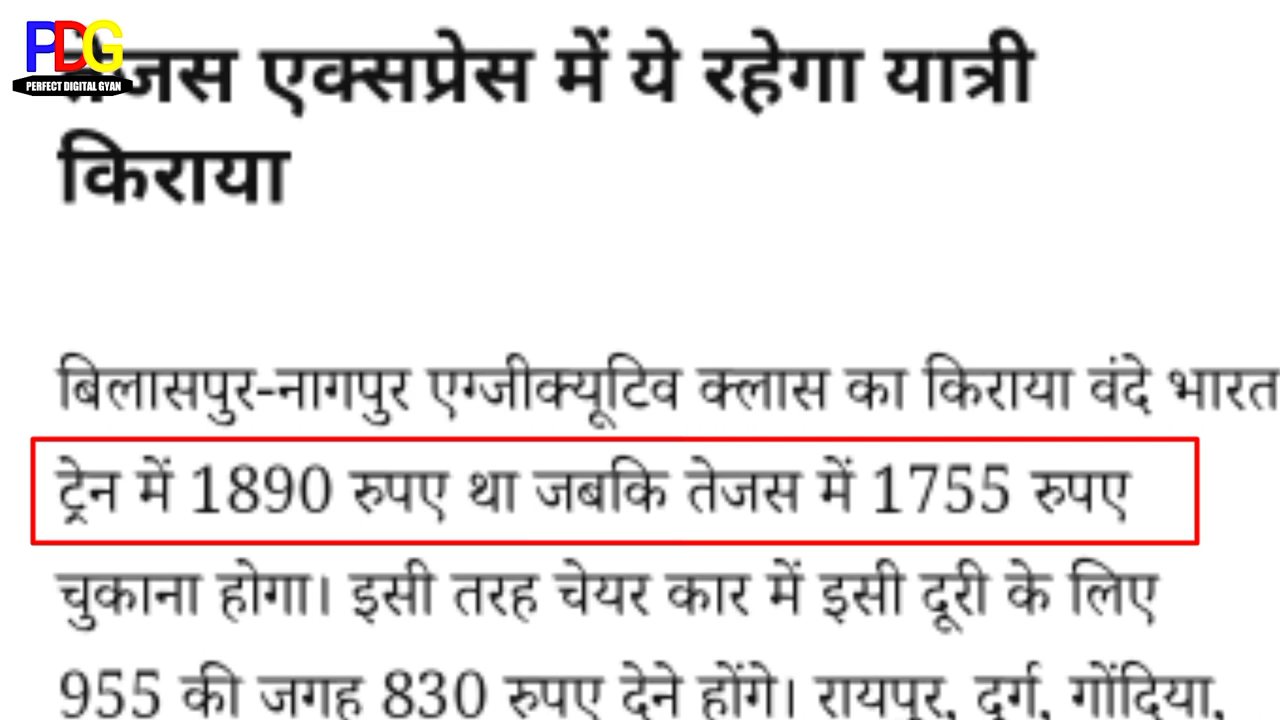 PDG
PERFECT DIGITAL GYAN
तेजस एक्सप्रेस में ये रहेगा यात्री
किराया
बिलासपुर-नागपुर एग्जीक्यूटिव क्लास का किराया वंदे भारत
ट्रेन में 1890 रुपए था जबकि तेजस में 1755 रुपए
चुकाना होगा। इसी तरह चेयर कार में इसी दूरी के लिए
955 की जगह 830 रुपए देने होंगे। रायपुर, दुर्ग, गोंदिया,